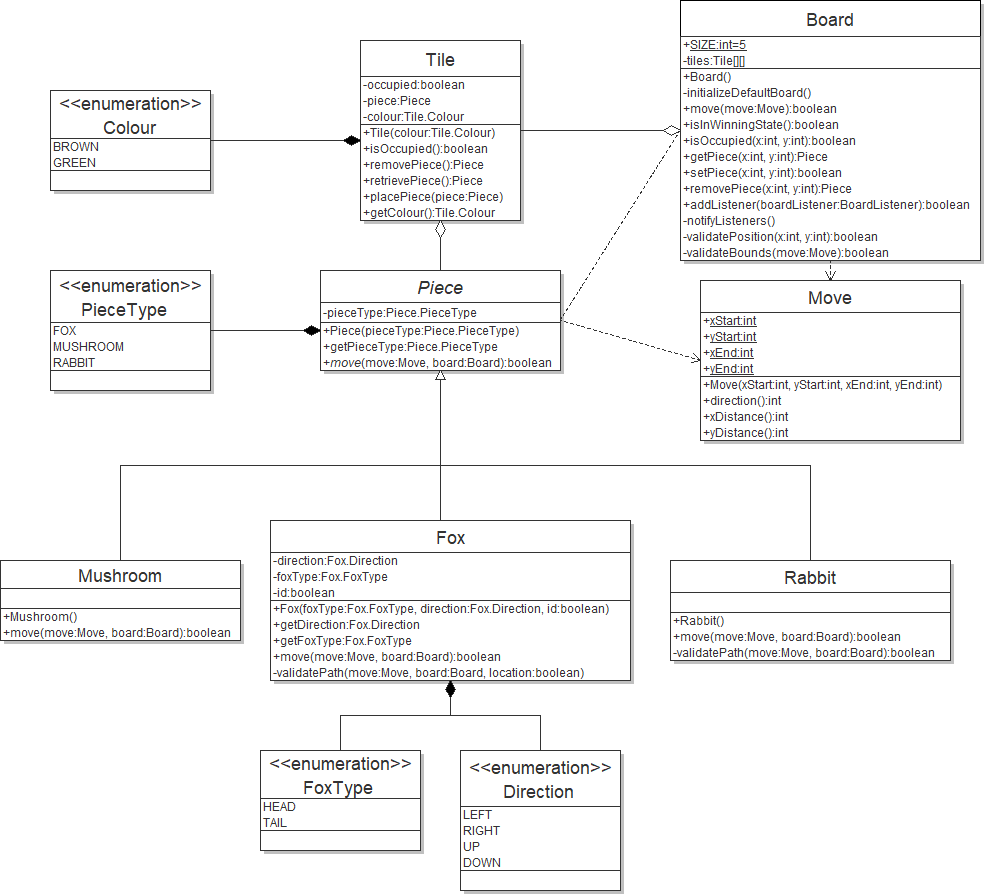 Board
+SIZE:int=5
-tiles:Tile[][]
+Board()
-initializeDefaultBoard()
+move(move:Move):boolean
+isInWinningState():boolean
+isOccupied(x:int, y:int):boolean
+getPiece(x:int, y:int):Piece
+setPiece(x:int, y:int):boolean
+removePiece(x:int, y:int):Piece
+addListener(boardListener:BoardListener):boolean
-notifyListeners()
-validatePosition(x:int, y:int):boolean
-validateBounds(move:Move):boolean
Tile
-occupied:boolean
-piece:Piece
-colour:Tile.Colour
+Tile(colour:Tile.Colour)
+isOccupied():boolean
+removePiece():Piece
+retrievePiece():Piece
+placePiece(piece:Piece)
+getColour():Tile.Colour
<<enumeration>>
Colour
BROWN
GREEN
<<enumeration>>
PieceType
FOX
MUSHROOM
RABBIT
Piece
-pieceType:Piece.PieceType
+Piece(pieceType:Piece.PieceType)
+getPieceType:Piece.PieceType
+move(move:Move, board:Board):boolean
Move
+xStart:int
+yStart:int
+xEnd:int
+yEnd:int
+Move(xStart:int, yStart:int, xEnd:int, yEnd:int)
+direction():int
+xDistance():int
+yDistance():int
Mushroom
+Mushroom()
+move(move:Move, board:Board):boolean
Fox
-direction:Fox.Direction
-foxType:Fox.FoxType
-id:boolean
+Fox(foxType:Fox.FoxType, direction:Fox.Direction, id:boolean)
+getDirection:Fox.Direction
+getFoxType:Fox.FoxType
+move(move:Move, board:Board):boolean
-validatePath(move:Move, board:Board, location:boolean)
Rabbit
+Rabbit()
+move(move:Move, board:Board):boolean
-validatePath(move:Move, board:Board):boolean
<<enumeration>>
FoxType
HEAD
TAIL
<<enumeration>>
Direction
LEFT
RIGHT
UP
DOWN